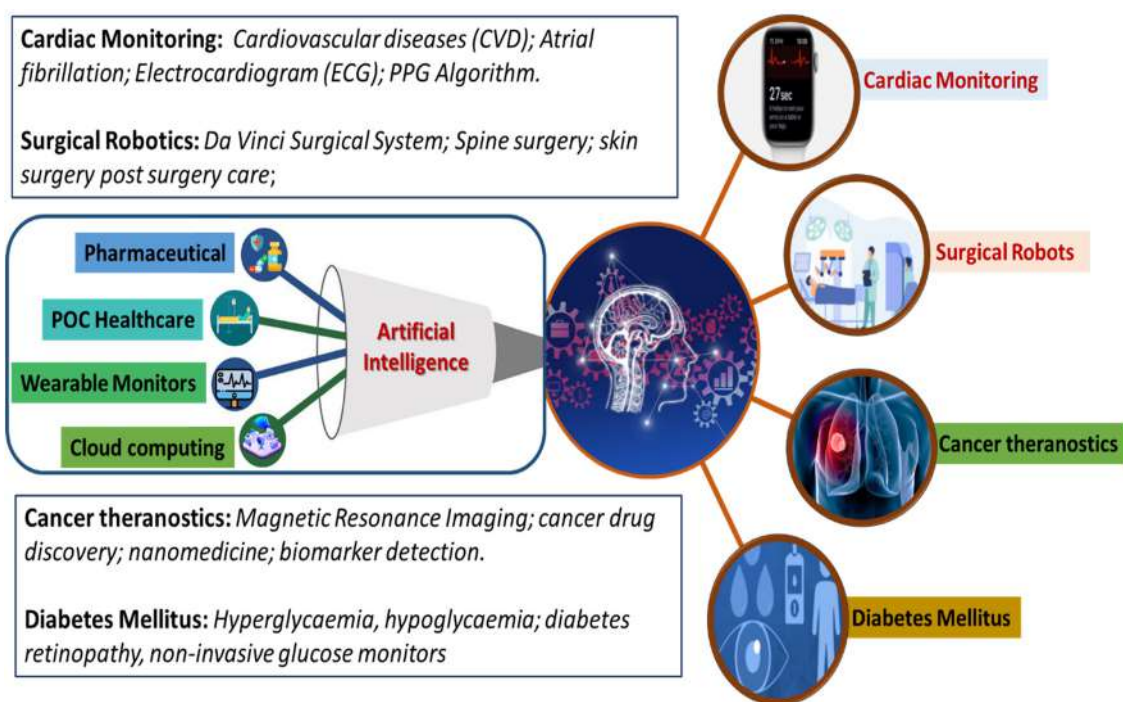 Cardiac Monitoring: Cardiovascular diseases (CVD); Atrial
fibrillation; Electrocardiogram (ECG); PPG Algorithm.
Surgical Robotics: Da Vinci Surgical System; Spine surgery; skin
surgery post surgery care;
Pharmaceutical
POC Healthcare
Wearable Monitors
Cloud computing
Artificial
Intelligence
Cancer theranostics: Magnetic Resonance Imaging; cancer drug
discovery; nanomedicine; biomarker detection.
Diabetes Mellitus: Hyperglycaemia, hypoglycaemia; diabetes
retinopathy, non-invasive glucose monitors
27sec
Cardiac Monitoring
Surgical Robots
Cancer theranostics
Diabetes Mellitus